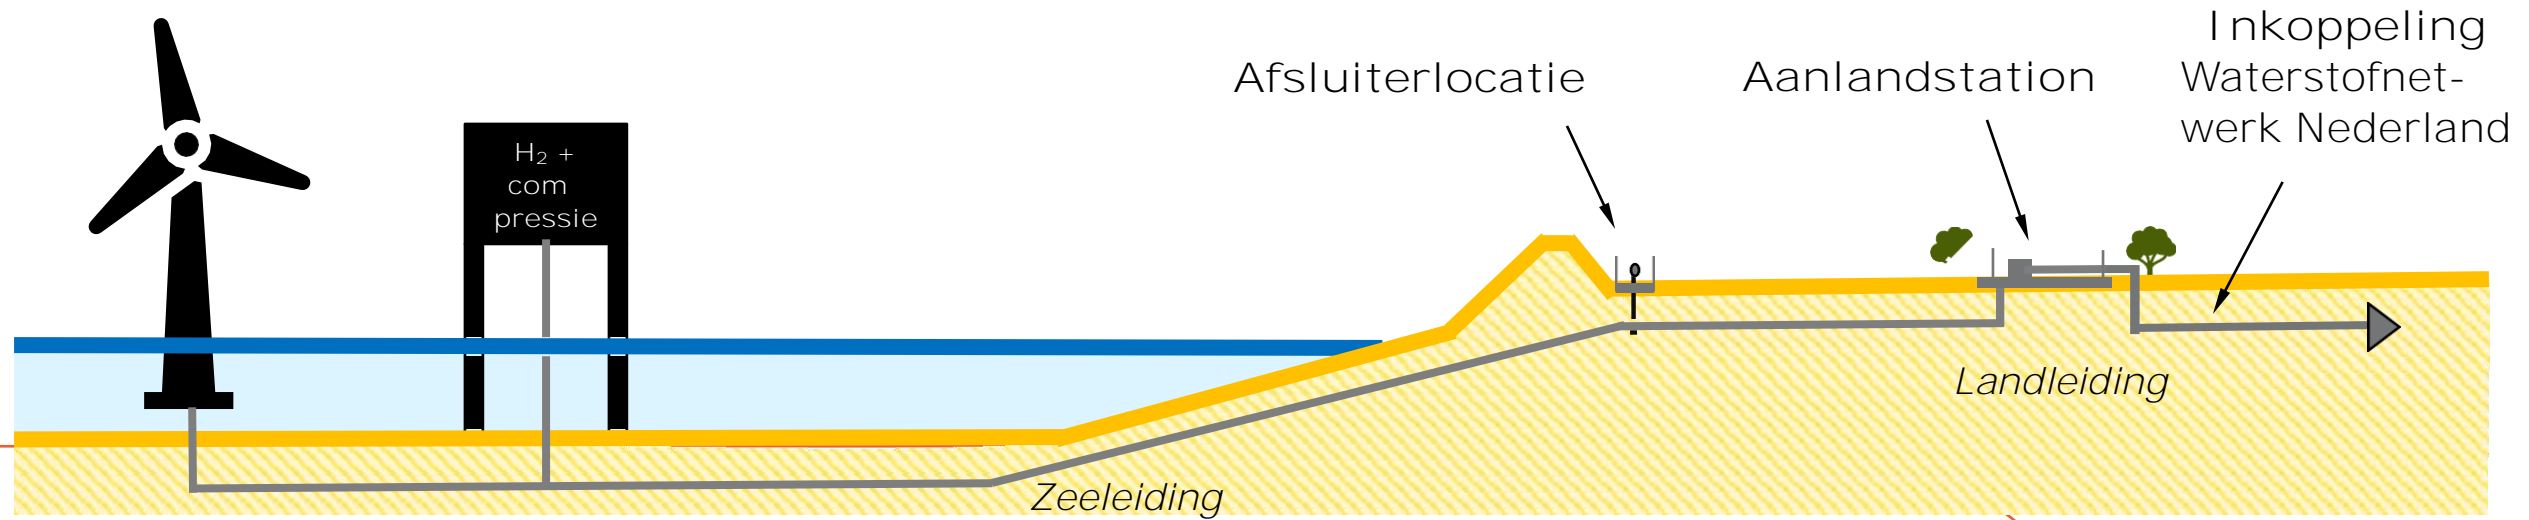 H₂ +
com
pressie
Afsluiterlocatie
Aanlandstation
Inkoppeling
Waterstofnet-
werk Nederland
Landleiding
Zeeleiding